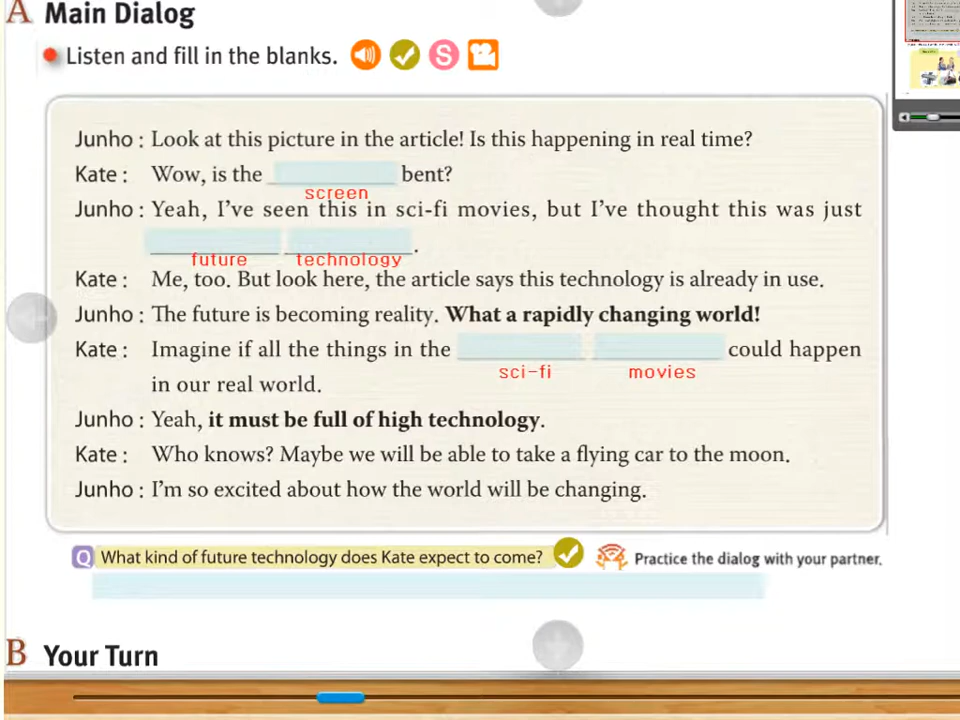 A Main Dialog
Listen and fill in the blanks. S
Junho : Look at this picture in the article! Is this happening in real time?
Kate : Wow, is the bent?
screen
Junho : Yeah, I've seen this in sci-fi movies, but I've thought this was just
.
future technology
Kate : Me, too. But look here, the article says this technology is already in use.
Junho : The future is becoming reality. What a rapidly changing world!
Kate : Imagine if all the things in the could happen
sci-fi movies
in our real world.
Junho : Yeah, it must be full of high technology.
Kate : Who knows? Maybe we will be able to take a flying car to the moon.
Junho : I'm so excited about how the world will be changing.
Q What kind of future technology does Kate expect to come? Practice the dialog with your partner.
B Your Turn